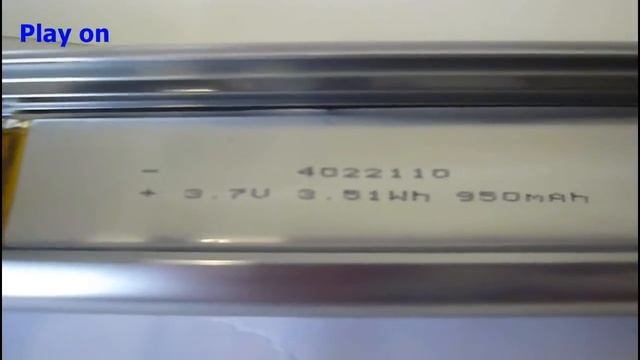 Play on
- 4022110
+ 3.7V 3.51Wh 950mAh